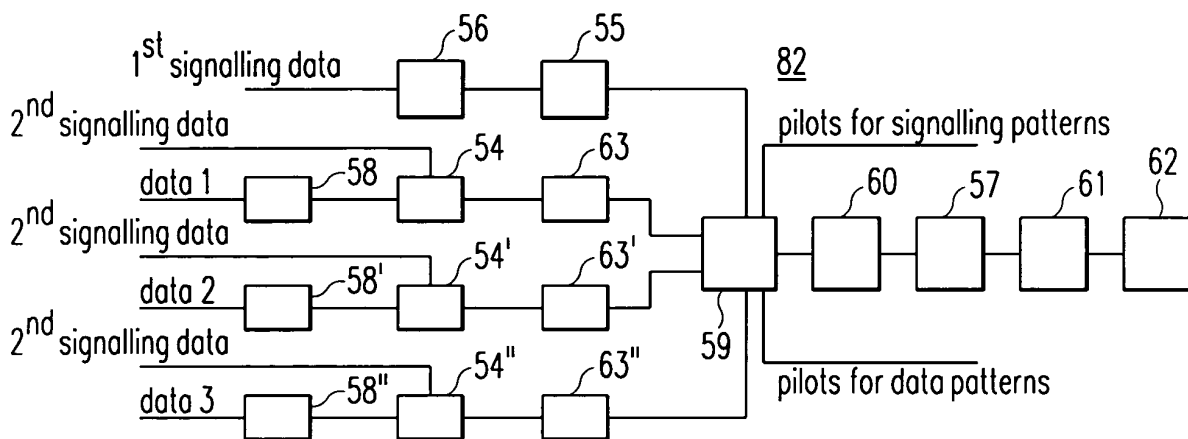 56
55
82
1st signalling data
2nd signalling data
pilots for signalling patterns
54
63
58
data 1
60
57
61
62
2nd signalling data
54'
63'
58'
data 2
59
2nd signalling data
54"
63"
pilots for data patterns
58"
data 3